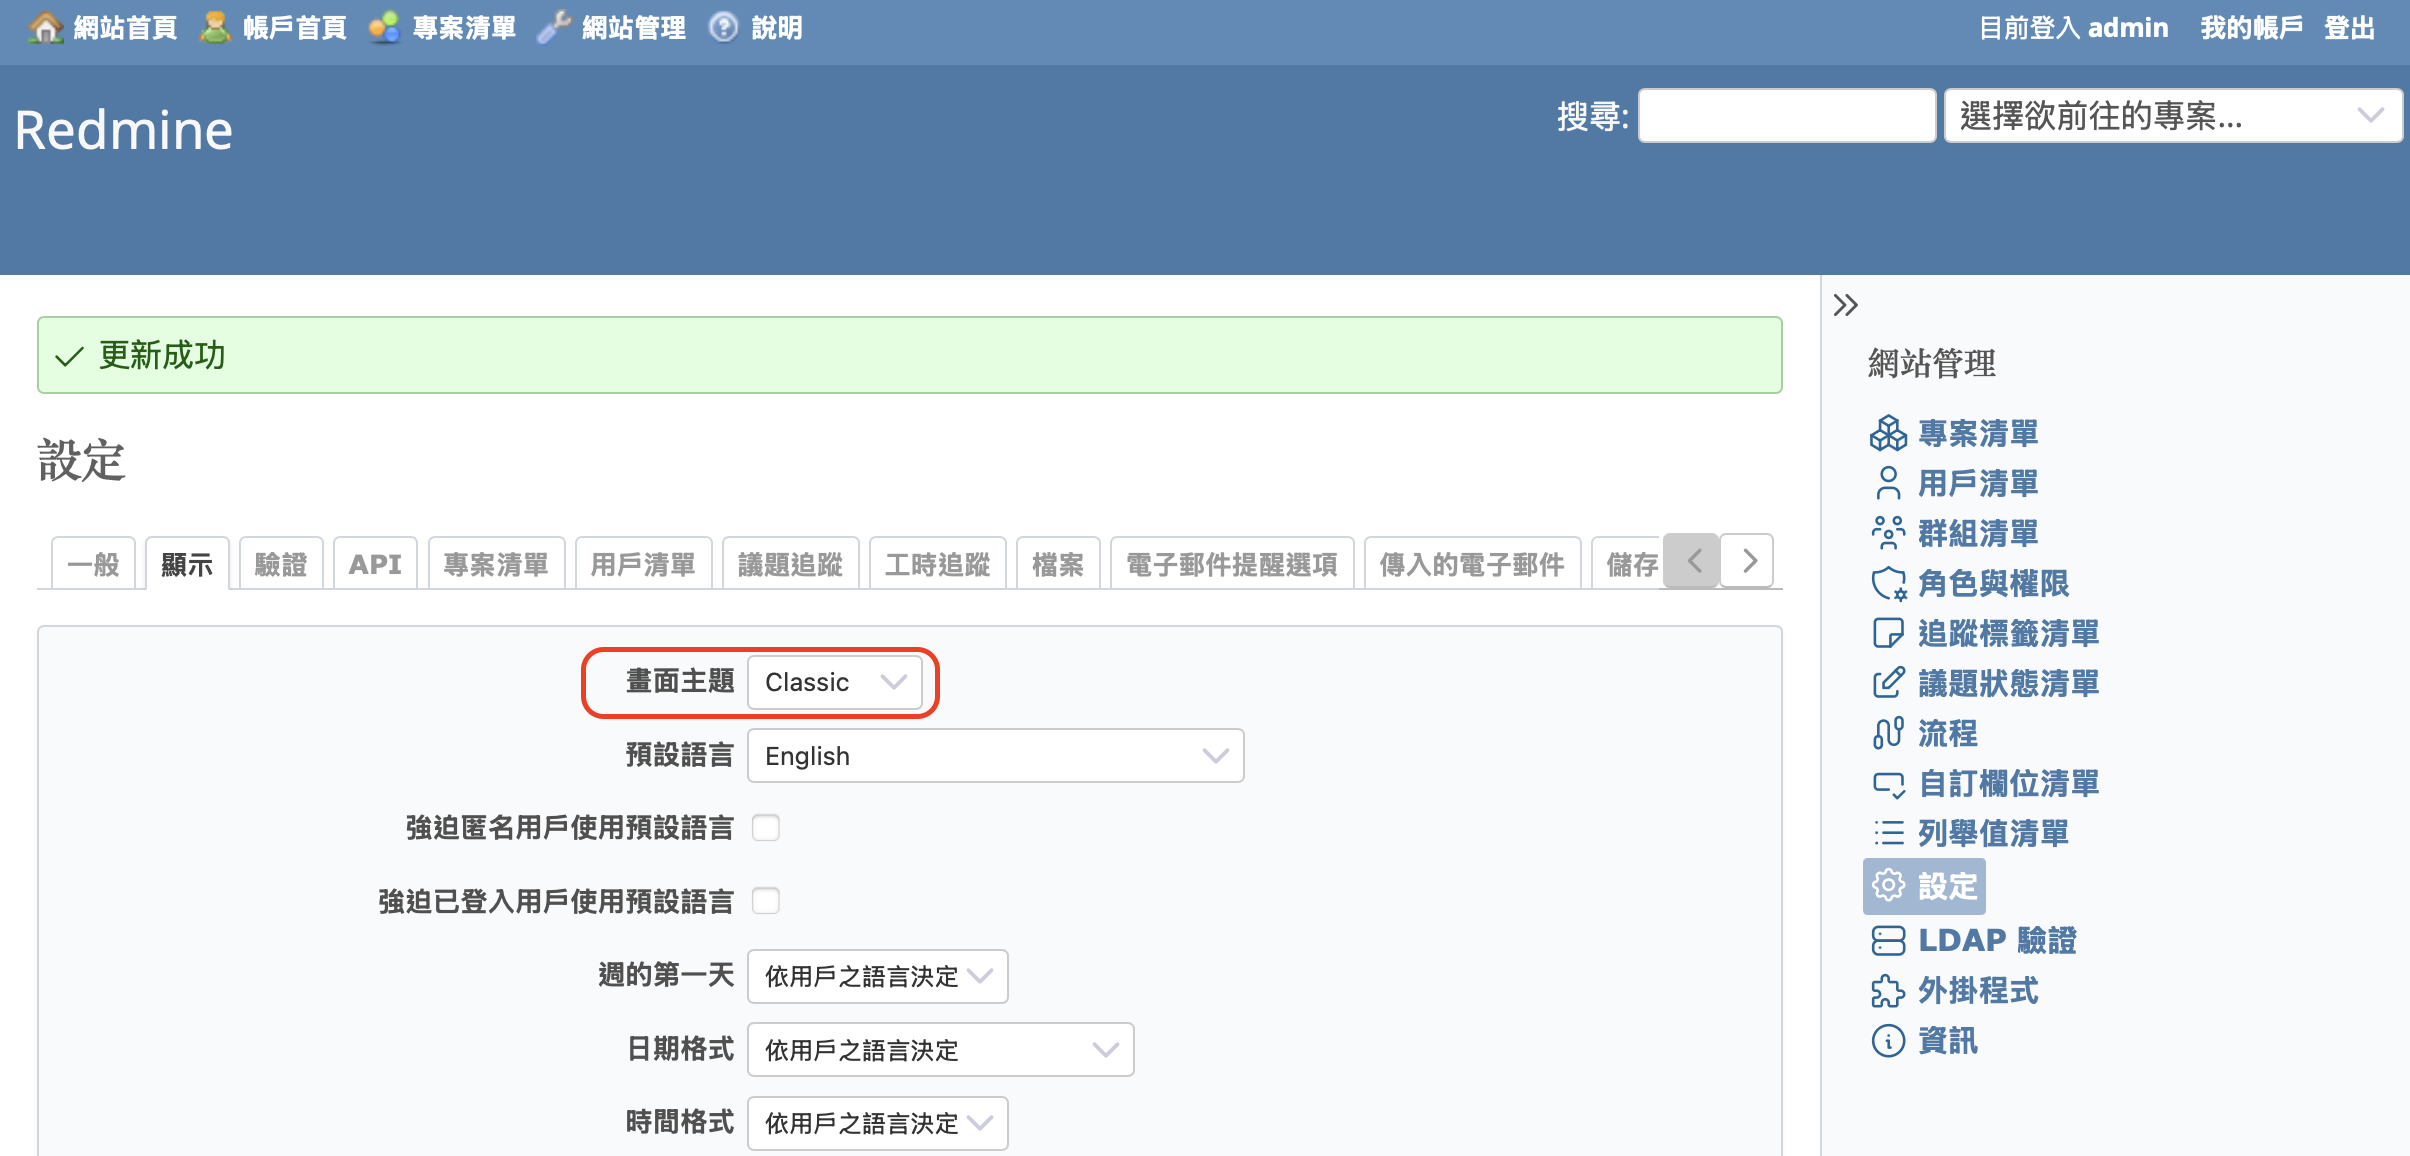 網站首頁 帳戶首頁 專案清單 網站管理 說明 目前登入 admin 我的帳戶 登出
Redmine
搜尋: 選擇欲前往的專案...
更新成功
設定
一般 顯示 驗證 API 專案清單 用戶清單 議題追蹤 工時追蹤 檔案 電子郵件提醒選項 傳入的電子郵件 儲存
畫面主題 Classic
預設語言 English
強迫匿名用戶使用預設語言
強迫已登入用戶使用預設語言
週的第一天 依用戶之語言決定
日期格式 依用戶之語言決定
時間格式 依用戶之語言決定
網站管理
專案清單
用戶清單
群組清單
角色與權限
追蹤標籤清單
議題狀態清單
流程
自訂欄位清單
列舉值清單
設定
LDAP 驗證
外掛程式
資訊